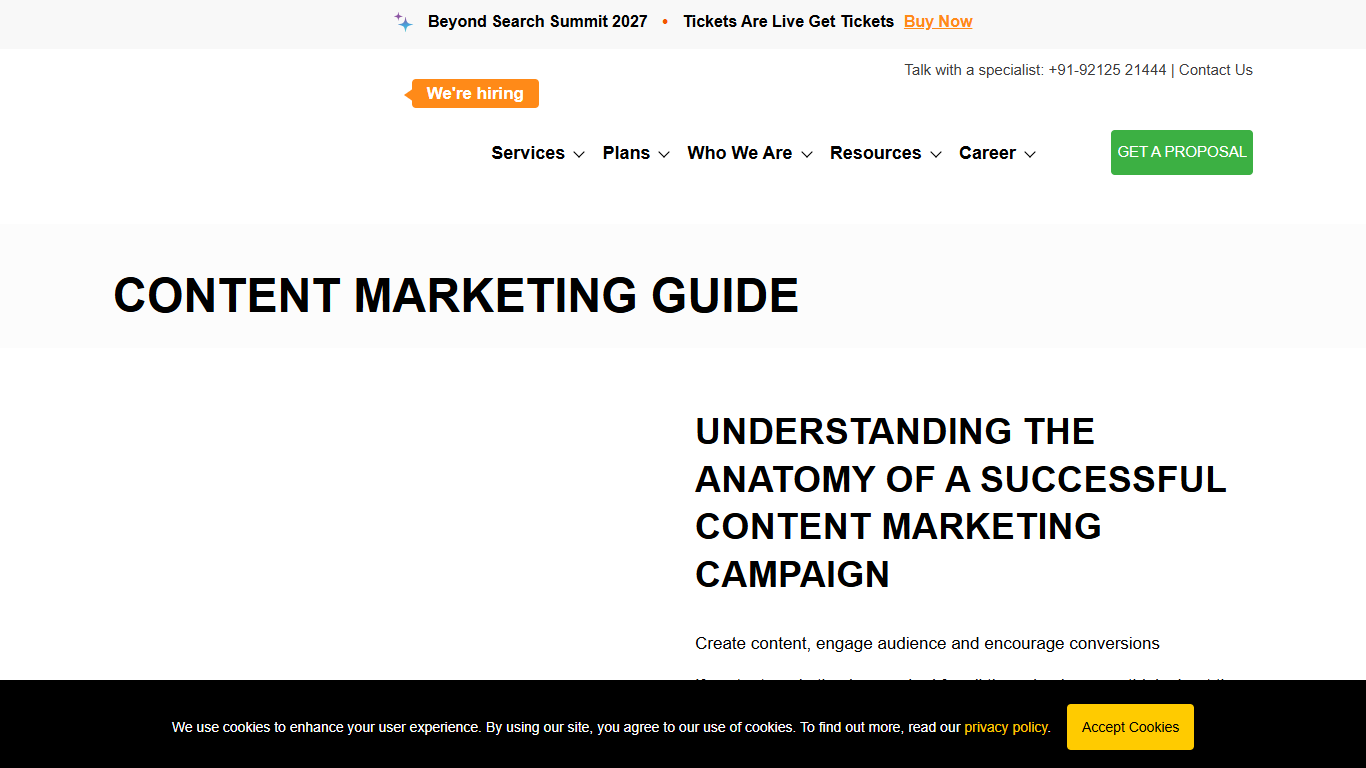 Beyond Search Summit 2027 • Tickets Are Live Get Tickets Buy Now
Talk with a specialist: +91-92125 21444 | Contact Us
We're hiring
Services Plans Who We Are Resources Career
GET A PROPOSAL
CONTENT MARKETING GUIDE
UNDERSTANDING THE
ANATOMY OF A SUCCESSFUL
CONTENT MARKETING
CAMPAIGN
Create content, engage audience and encourage conversions
We use cookies to enhance your user experience. By using our site, you agree to our use of cookies. To find out more, read our privacy policy.
Accept Cookies